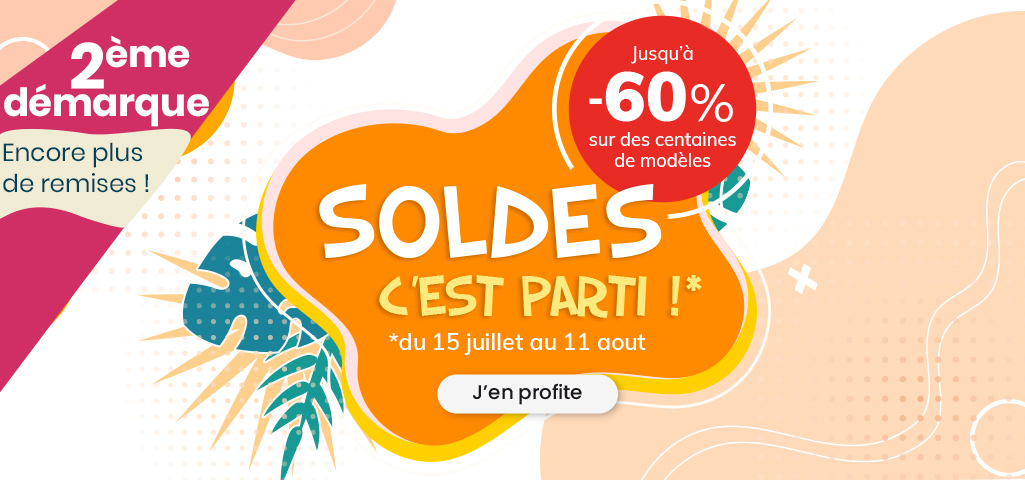 2ème
démarque
Encore plus
de remises !
Jusqu'à
-60%
sur des centaines
de modèles
SOLDES
C'EST PARTI !*
*du 15 juillet au 11 aout
J'en profite